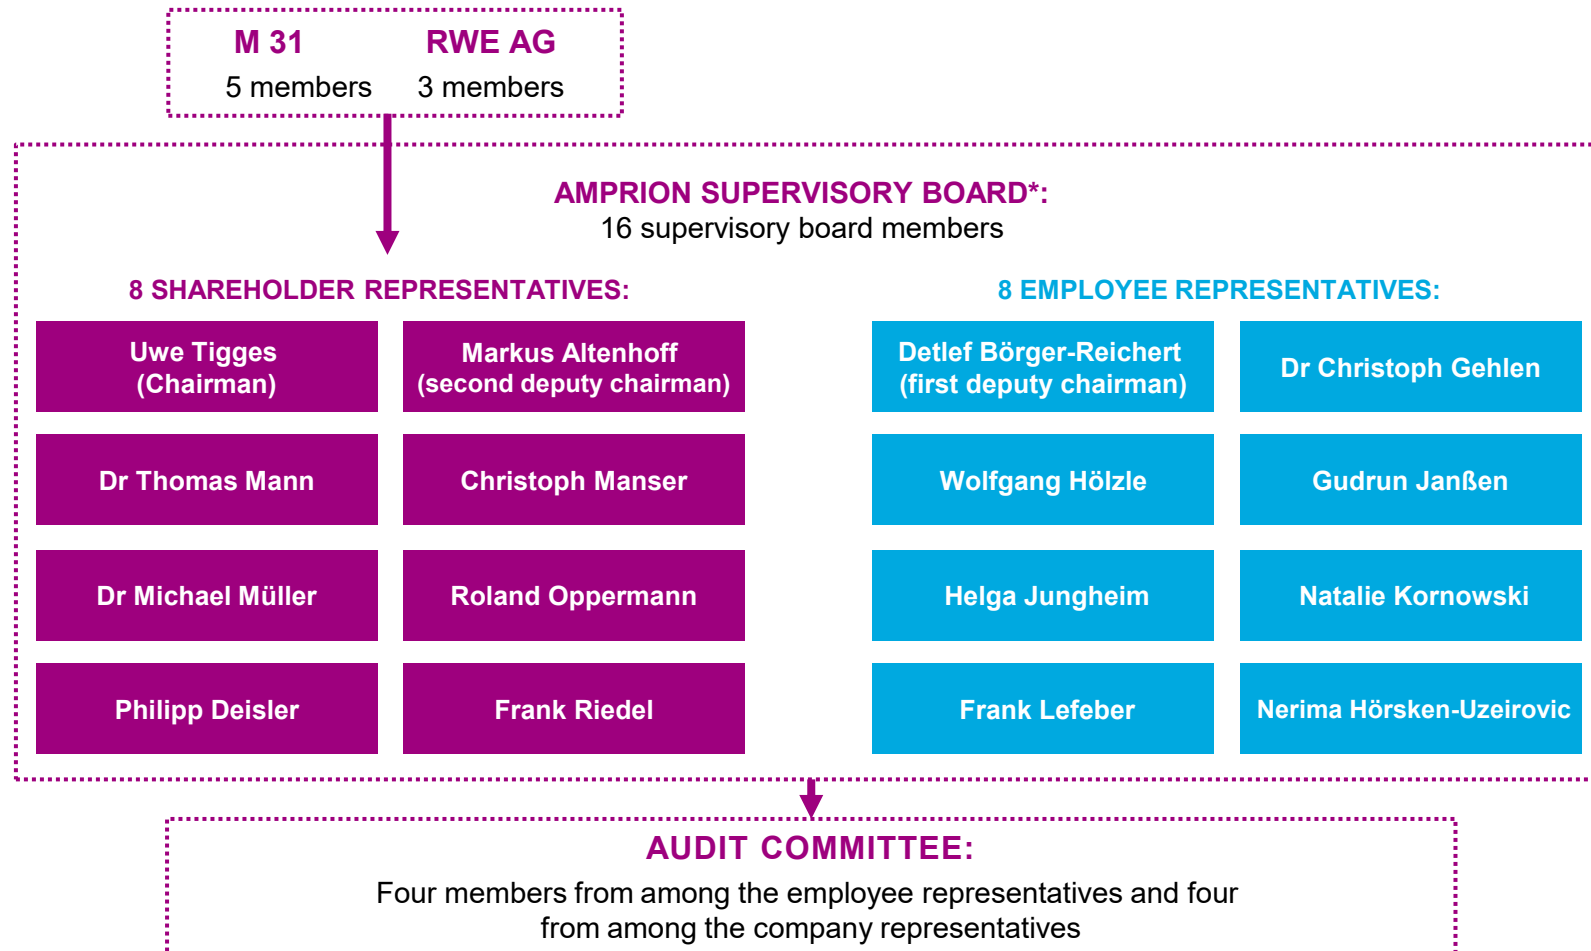 M 31 RWE AG
5 members 3 members
AMPRION SUPERVISORY BOARD*:
16 supervisory board members
8 SHAREHOLDER REPRESENTATIVES:
8 EMPLOYEE REPRESENTATIVES:
Uwe Tigges
(Chairman)
Markus Altenhoff
(second deputy chairman)
Detlef Börger-Reichert
(first deputy chairman)
Dr Christoph Gehlen
Dr Thomas Mann
Christoph Manser
Wolfgang Hölzle
Gudrun Janßen
Dr Michael Müller
Roland Oppermann
Helga Jungheim
Natalie Kornowski
Philipp Deisler
Frank Riedel
Frank Lefeber
Nerima Hörsken-Uzeirovic
AUDIT COMMITTEE:
Four members from among the employee representatives and four
from among the company representatives